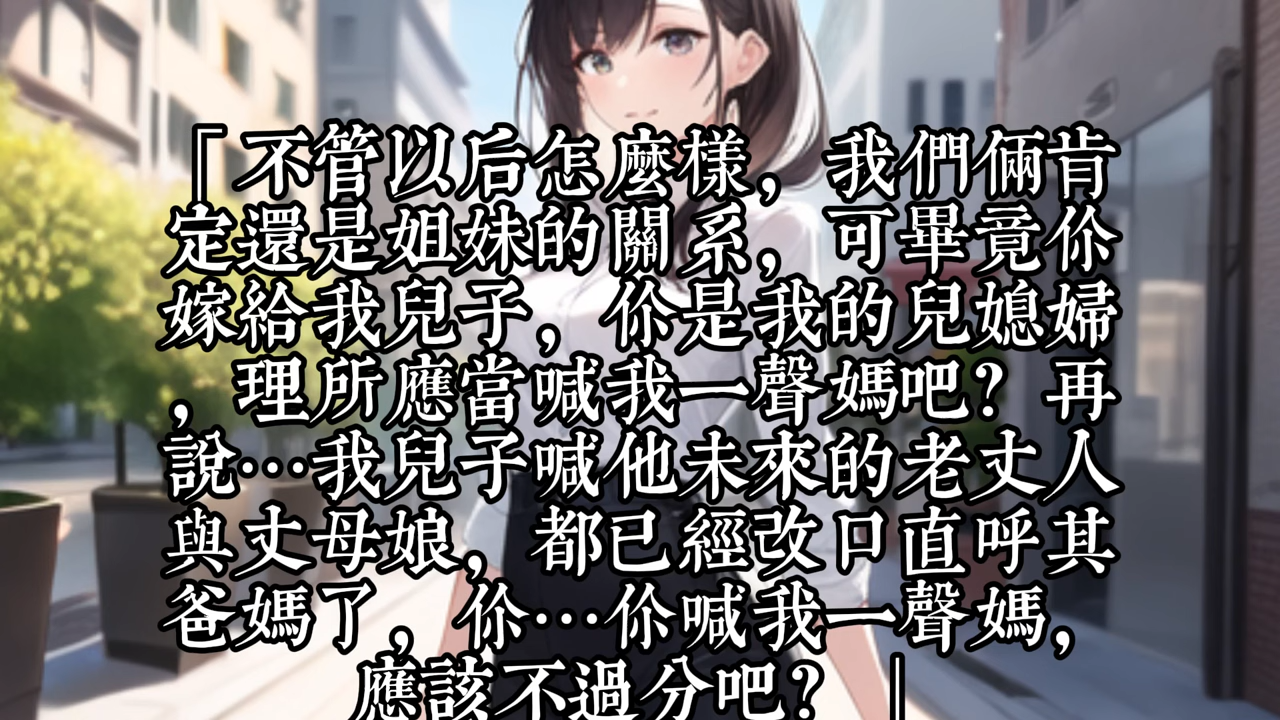 「不管以后怎麼樣，我們倆肯
定還是姐妹的關系，可畢竟你
嫁給我兒子，你是我的兒媳婦
，理所應當喊我一聲媽吧？再
說…我兒子喊他未來的老丈人
與丈母娘，都已經改口直呼其
爸媽了，你…你喊我一聲媽，
應該不過分吧？」